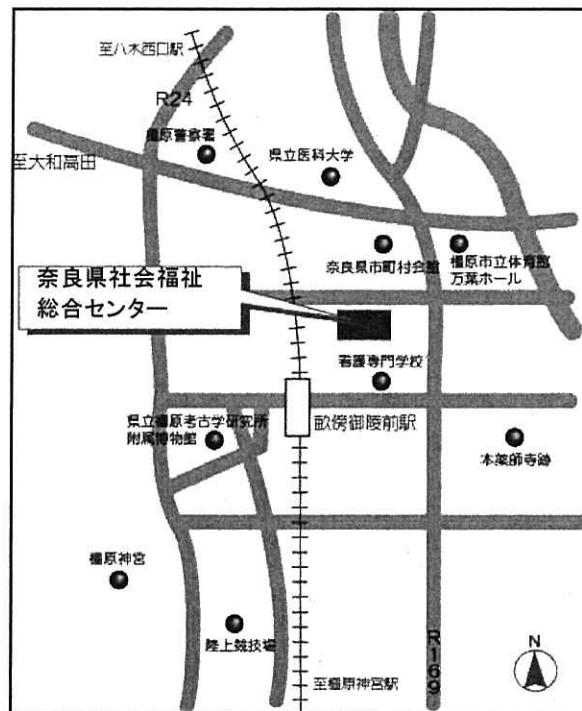 至八木西口駅
R24
橿原警察署
至大和高田
県立医科大学
奈良県市町村会館
橿原市立体育館
万葉ホール
奈良県社会福祉
総合センター
看護専門学校
畝傍御陵前駅
県立橿原考古学研究所
附属博物館
本薬師寺跡
橿原神宮
陸上競技場
R169
至橿原神宮駅
N